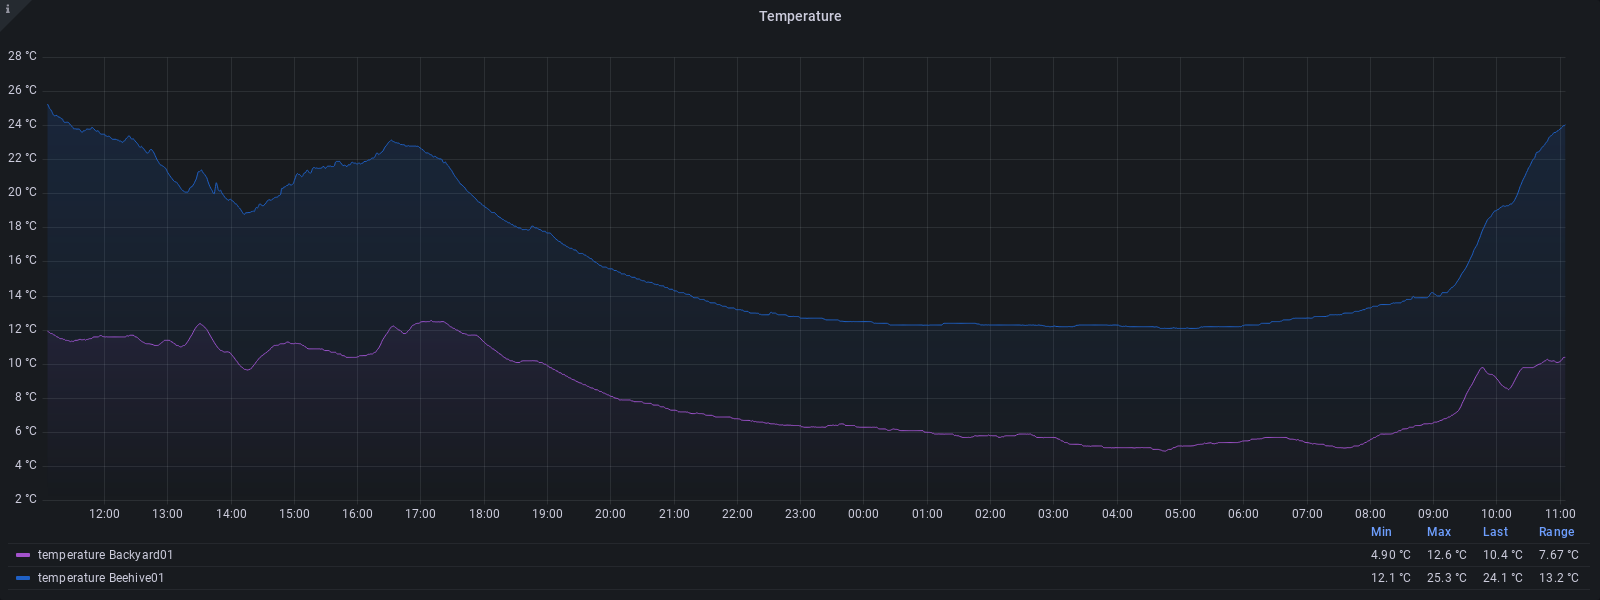 i
Temperature
28 °C
26 °C
24 °C
22 °C
20 °C
18 °C
16 °C
14 °C
12 °C
10 °C
8 °C
6 °C
4 °C
2 °C
12:00 13:00 14:00 15:00 16:00 17:00 18:00 19:00 20:00 21:00 22:00 23:00 00:00 01:00 02:00 03:00 04:00 05:00 06:00 07:00 08:00 09:00 10:00 11:00
Min Max Last Range
temperature Backyard01 4.90 °C 12.6 °C 10.4 °C 7.67 °C
temperature Beehive01 12.1 °C 25.3 °C 24.1 °C 13.2 °C